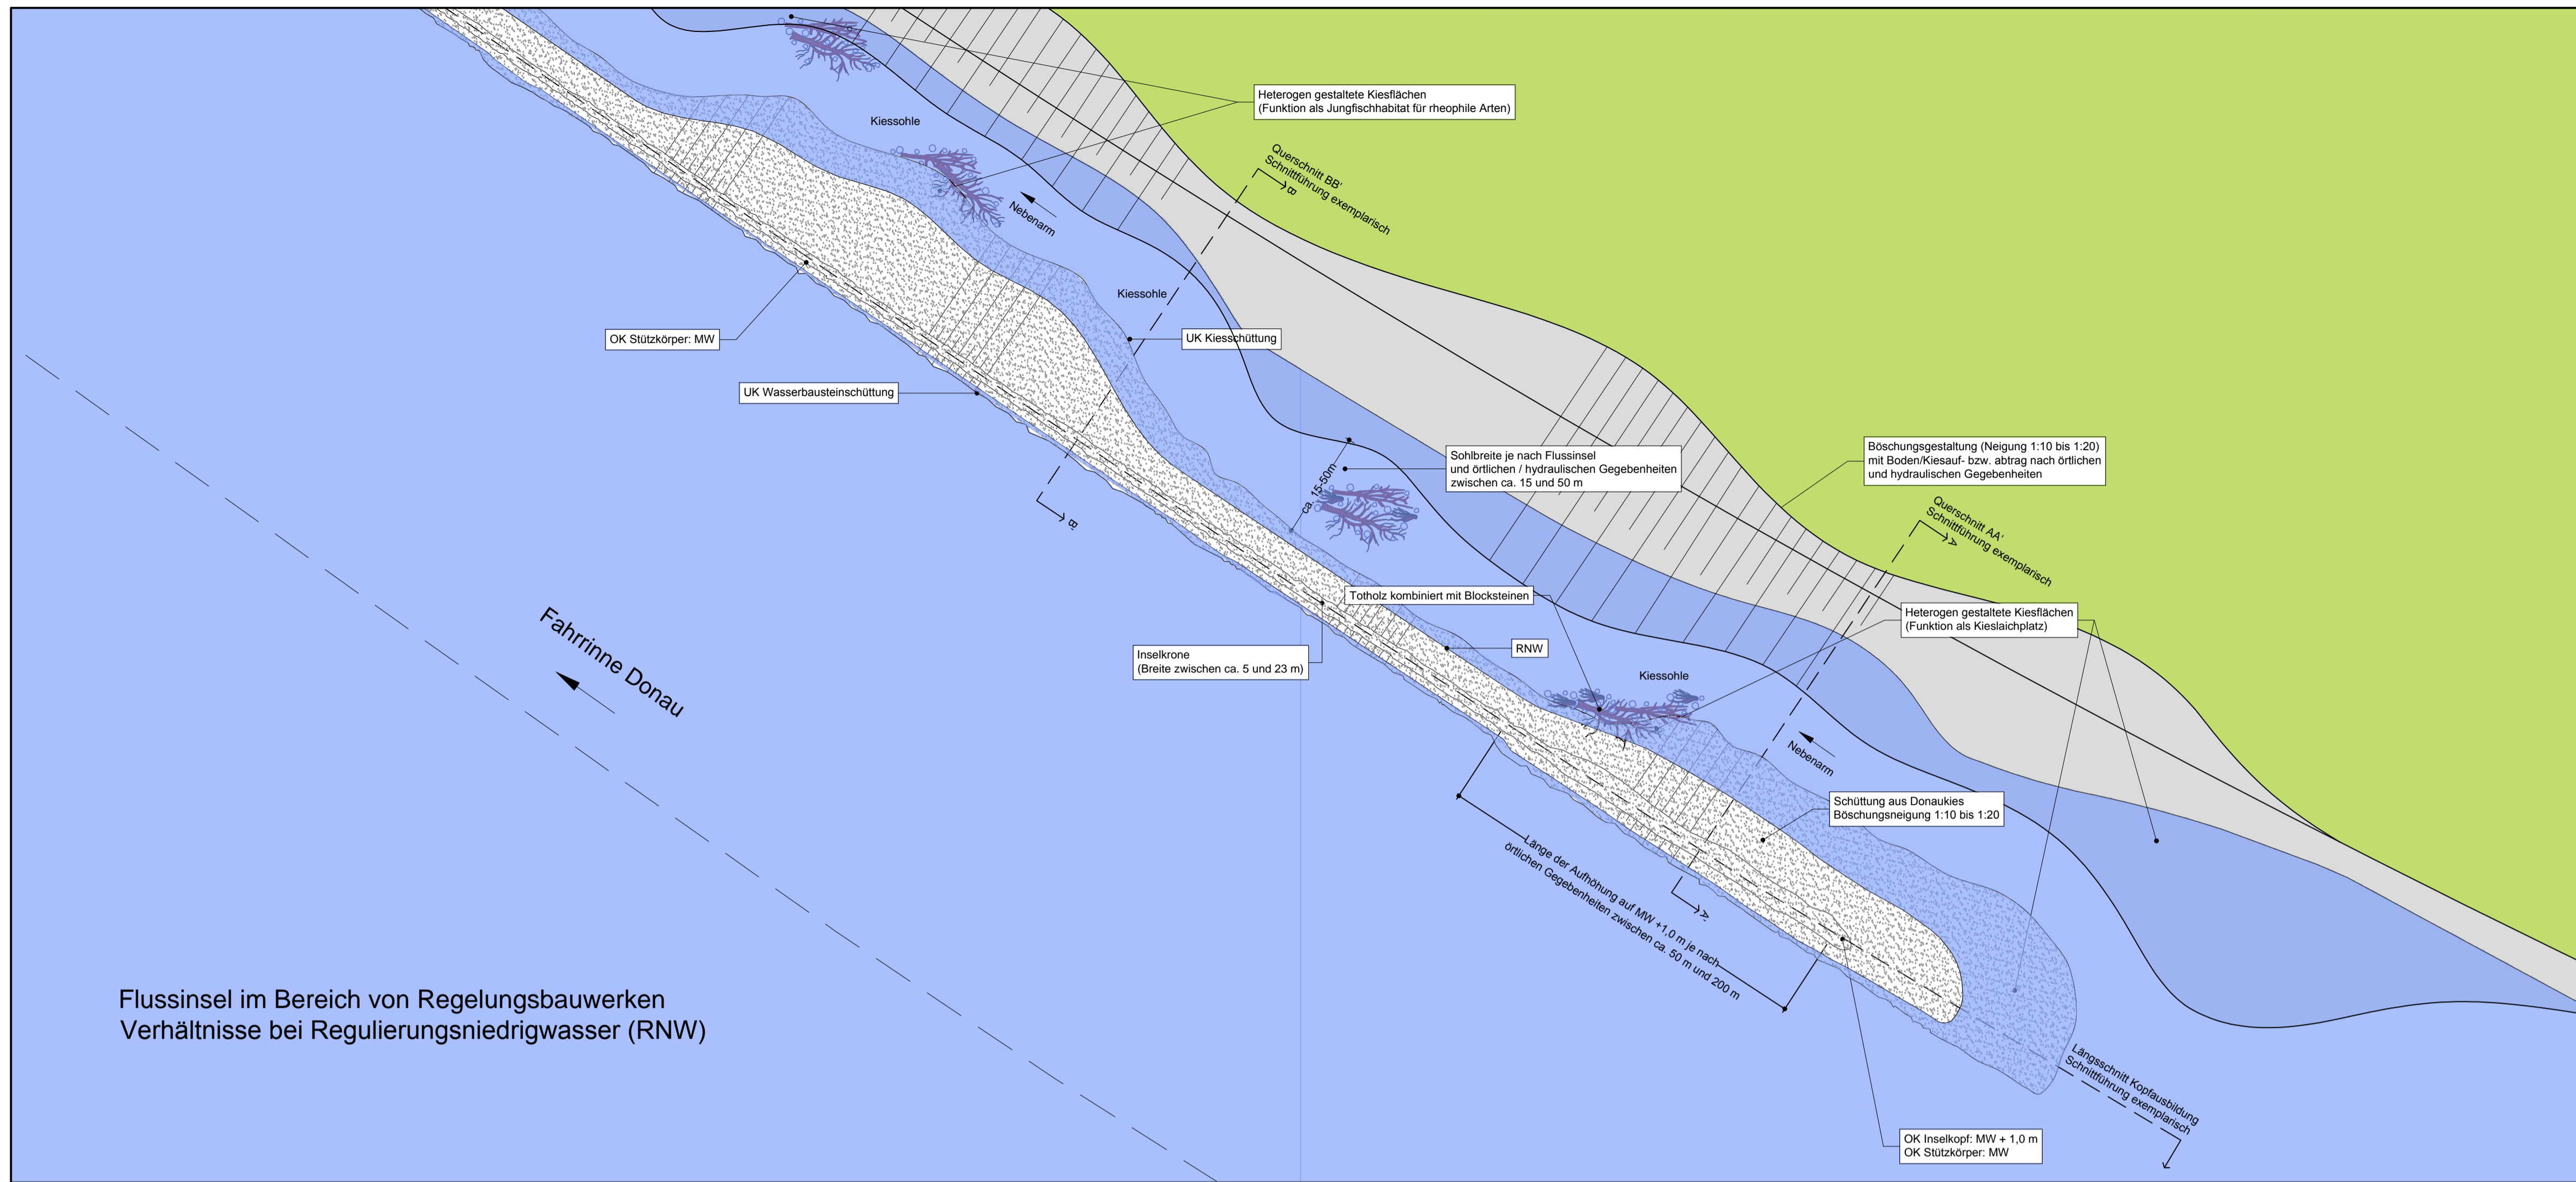 Heterogen gestaltete Kiesflächen
(Funktion als Jungfischhabitat für rheophile Arten)
Kiessohle
Querschnitt BB'
Schnittführung exemplarisch
B
Nebenarm
Kiessohle
OK Stützkörper: MW
UK Kiesschüttung
UK Wasserbausteinschüttung
Sohlbreite je nach Flussinsel
und örtlichen / hydraulischen Gegebenheiten
zwischen ca. 15 und 50 m
Böschungsgestaltung (Neigung 1:10 bis 1:20)
mit Boden/Kiesauf- bzw. abtrag nach örtlichen
und hydraulischen Gegebenheiten
ca. 15-50m
B'
Querschnitt AA'
Schnittführung exemplarisch
A
Totholz kombiniert mit Blocksteinen
Heterogen gestaltete Kiesflächen
(Funktion als Kieslaichplatz)
Fahrrinne Donau
Inselkrone
(Breite zwischen ca. 5 und 23 m)
RNW
Kiessohle
Nebenarm
Schüttung aus Donaukies
Böschungsneigung 1:10 bis 1:20
Länge der Aufhöhung auf MW +1,0 m je nach
örtlichen Gegebenheiten zwischen ca. 50 m und 200 m
A'
Flussinsel im Bereich von Regelungsbauwerken
Verhältnisse bei Regulierungsniedrigwasser (RNW)
Längsschnitt Kopfausbildung
Schnittführung exemplarisch
OK Inselkopf: MW + 1,0 m
OK Stützkörper: MW